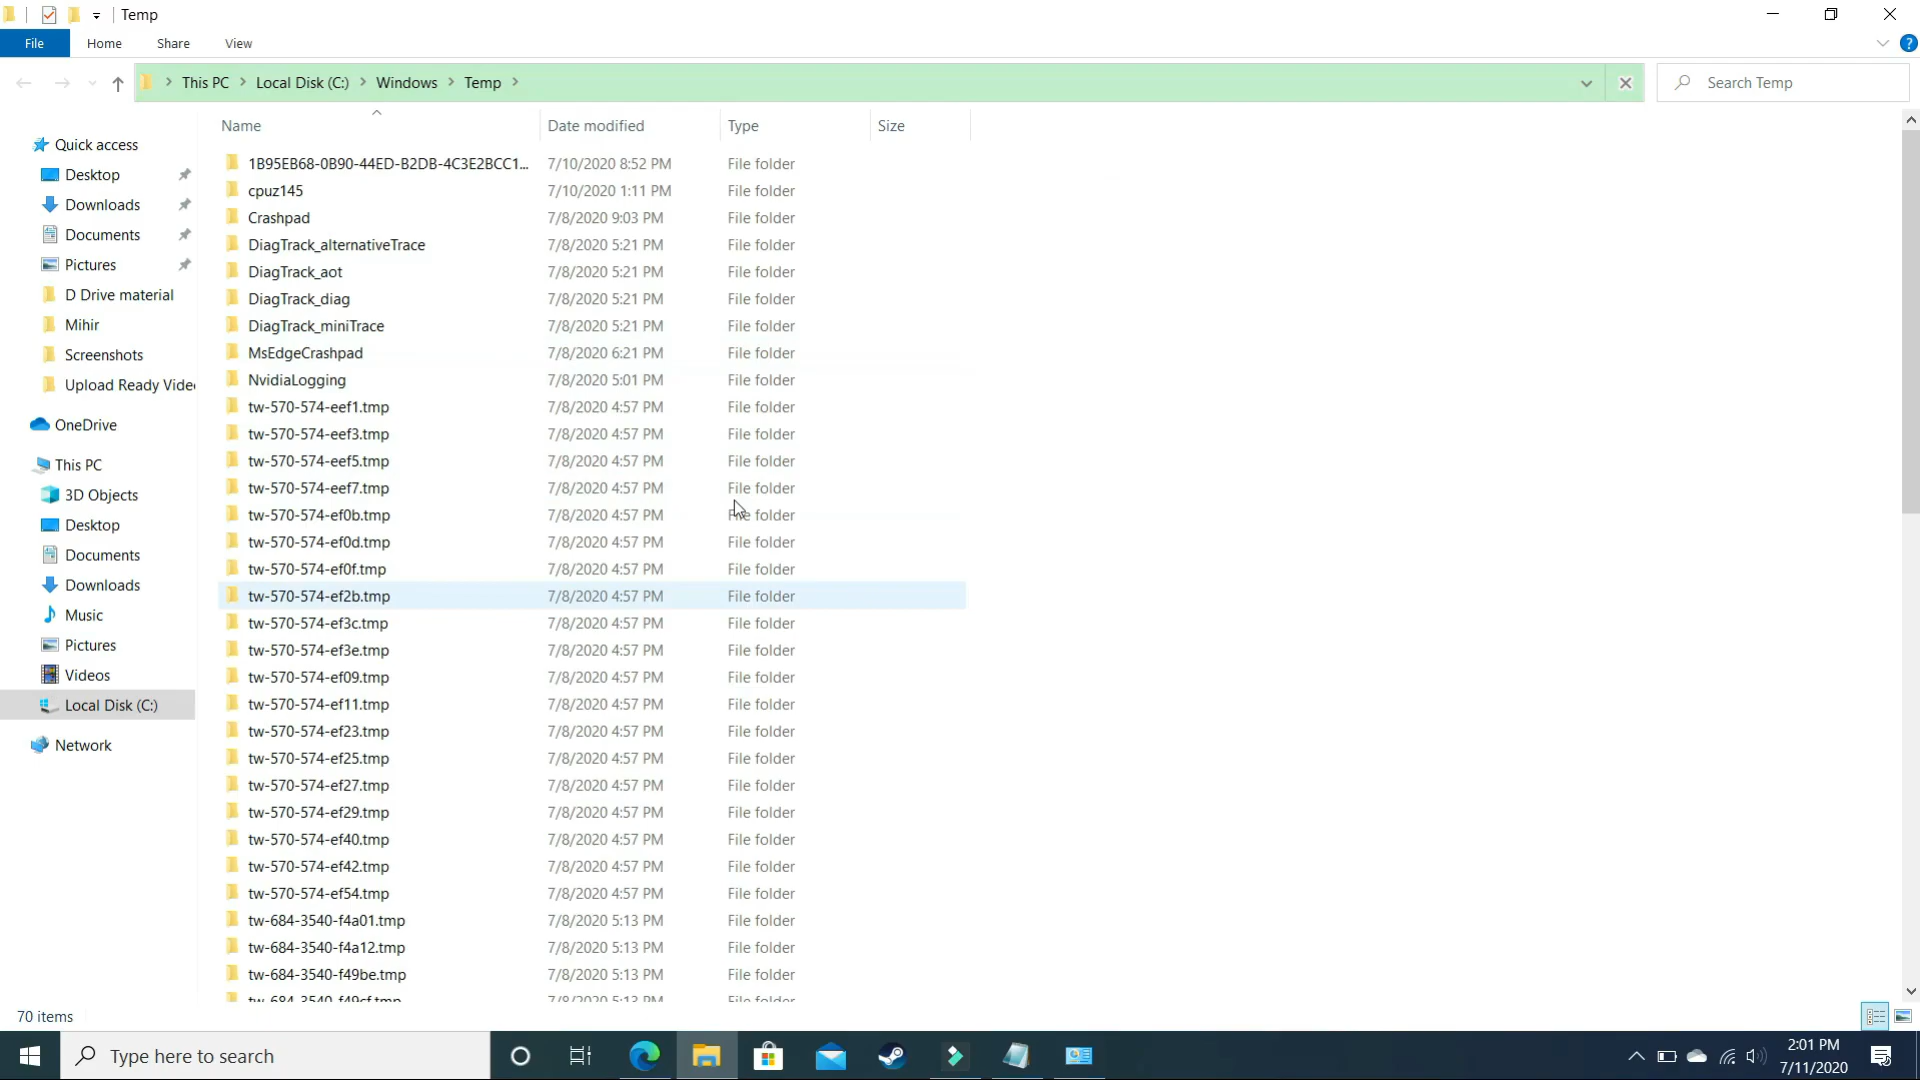 Temp
File Home Share View
This PC Local Disk (C:) Windows Temp
Search Temp
Name Date modified Type Size
Quick access
Desktop
Downloads
Documents
Pictures
D Drive material
Mihir
Screenshots
Upload Ready Vide
OneDrive
This PC
3D Objects
Desktop
Documents
Downloads
Music
Pictures
Videos
Local Disk (C:)
Network
1B95EB68-0B90-44ED-B2DB-4C3E2BCC1... 7/10/2020 8:52 PM File folder
cpuz145 7/10/2020 1:11 PM File folder
Crashpad 7/8/2020 9:03 PM File folder
DiagTrack_alternativeTrace 7/8/2020 5:21 PM File folder
DiagTrack_aot 7/8/2020 5:21 PM File folder
DiagTrack_diag 7/8/2020 5:21 PM File folder
DiagTrack_miniTrace 7/8/2020 5:21 PM File folder
MsEdgeCrashpad 7/8/2020 6:21 PM File folder
NvidiaLogging 7/8/2020 5:01 PM File folder
tw-570-574-eef1.tmp 7/8/2020 4:57 PM File folder
tw-570-574-eef3.tmp 7/8/2020 4:57 PM File folder
tw-570-574-eef5.tmp 7/8/2020 4:57 PM File folder
tw-570-574-eef7.tmp 7/8/2020 4:57 PM File folder
tw-570-574-ef0b.tmp 7/8/2020 4:57 PM File folder
tw-570-574-ef0d.tmp 7/8/2020 4:57 PM File folder
tw-570-574-ef0f.tmp 7/8/2020 4:57 PM File folder
tw-570-574-ef2b.tmp 7/8/2020 4:57 PM File folder
tw-570-574-ef3c.tmp 7/8/2020 4:57 PM File folder
tw-570-574-ef3e.tmp 7/8/2020 4:57 PM File folder
tw-570-574-ef09.tmp 7/8/2020 4:57 PM File folder
tw-570-574-ef11.tmp 7/8/2020 4:57 PM File folder
tw-570-574-ef23.tmp 7/8/2020 4:57 PM File folder
tw-570-574-ef25.tmp 7/8/2020 4:57 PM File folder
tw-570-574-ef27.tmp 7/8/2020 4:57 PM File folder
tw-570-574-ef29.tmp 7/8/2020 4:57 PM File folder
tw-570-574-ef40.tmp 7/8/2020 4:57 PM File folder
tw-570-574-ef42.tmp 7/8/2020 4:57 PM File folder
tw-570-574-ef54.tmp 7/8/2020 4:57 PM File folder
tw-684-3540-f4a01.tmp 7/8/2020 5:13 PM File folder
tw-684-3540-f4a12.tmp 7/8/2020 5:13 PM File folder
tw-684-3540-f49be.tmp 7/8/2020 5:13 PM File folder
tw-684-3540-f49cf.tmp 7/8/2020 5:13 PM File folder
70 items
Type here to search
2:01 PM
7/11/2020